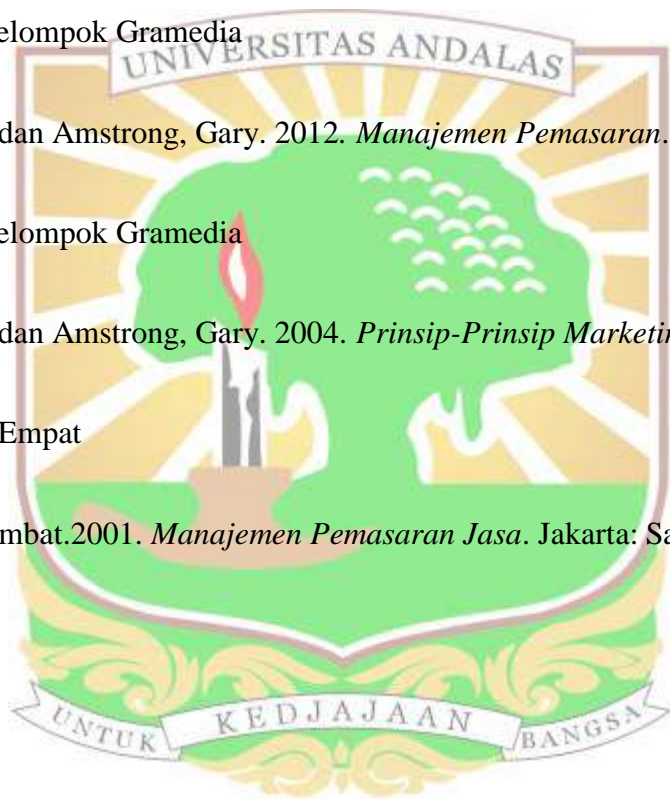 elompok Gramedia
UNIVERSITAS ANDALAS
dan Amstrong, Gary. 2012. Manajemen Pemasaran.
elompok Gramedia
dan Amstrong, Gary. 2004. Prinsip-Prinsip Marketin
Empat
mbat.2001. Manajemen Pemasaran Jasa. Jakarta: Sa
UNTUK KEDJAJAAN BANGSA